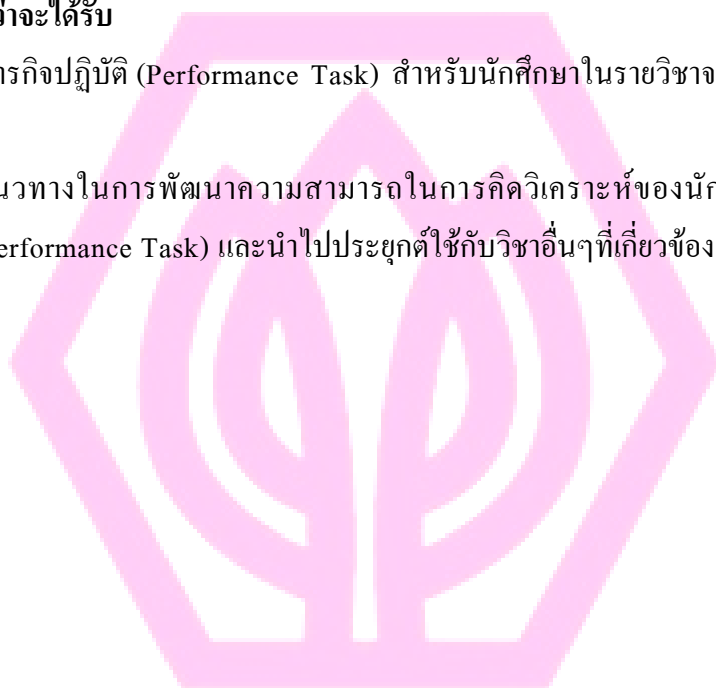 ว่าจะได้รับ
ารกิจปฏิบัติ (Performance Task) สำหรับนักศึกษาในรายวิชาจ
นวทางในการพัฒนาความสามารถในการคิดวิเคราะห์ของนัก
erformance Task) และนำไปประยุกต์ใช้กับวิชาอื่นๆที่เกี่ยวข้อง